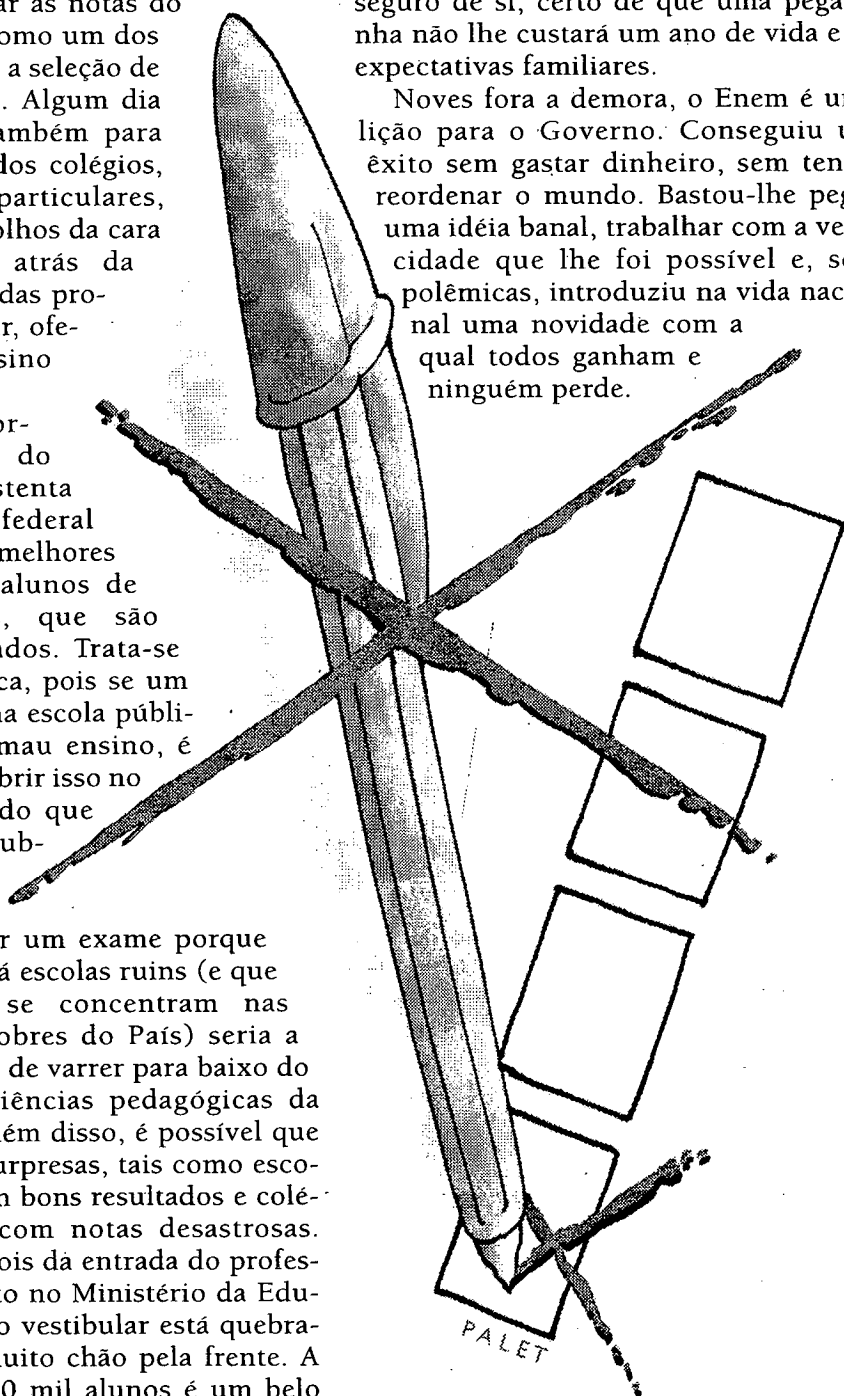 ar as notas do
omo um dos
a seleção de
. Algum dia
ambém para
dos colégios,
particulares,
olhos da cara
atrás da
das pro-
r, ofe-
sino
or-
do
stenta
federal
melhores
alunos de
, que são
ados. Trata-se
ca, pois se um
na escola públi-
mau ensino, é
brir isso no
do que
ub-
r um exame porque
á escolas ruins (e que
se concentram nas
obres do País) seria a
de varrer para baixo do
iências pedagógicas da
ém disso, é possível que
urpresas, tais como esco-
m bons resultados e colé-
com notas desastrosas.
ois da entrada do profes-
to no Ministério da Edu-
o vestibular está quebra-
uito chão pela frente. A
0 mil alunos é um belo
seguro de si, certo de que uma pega-
nha não lhe custará um ano de vida e
expectativas familiares.
Noves fora a demora, o Enem é u
lição para o Governo. Conseguiu u
êxito sem gastar dinheiro, sem ten
reordenar o mundo. Bastou-lhe peg
uma idéia banal, trabalhar com a ve
cidade que lhe foi possível e, se
polêmicas, introduziu na vida nac
nal uma novidade com a
qual todos ganham e
ninguém perde.
PALET